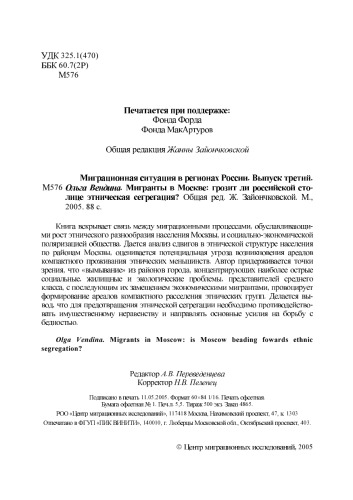 УДК 325.1(470)
ББК 60.7(2Р)
М576
Печатается при поддержке:
Фонда Форда
Фонда МакАртуров
Общая редакция Жанны Зайончковской
Миграционная ситуация в регионах России. Выпуск третий.
М576 Ольга Вендина. Мигранты в Москве: грозит ли российской сто-
лице этническая сегрегация? Общая ред. Ж. Зайончковской. М.,
2005. 88 с.
Книга вскрывает связь между миграционными процессами, обуславливающи-
ми рост этнического разнообразия населения Москвы, и социально-экономической
поляризацией общества. Дается анализ сдвигов в этнической структуре населения
по районам Москвы, оценивается потенциальная угроза возникновения ареалов
компактного проживания этнических меньшинств. Автор придерживается точки
зрения, что «вымывание» из районов города, концентрирующих наиболее острые
социальные, жилищные и экологические проблемы, представителей среднего
класса, с последующим их замещением экономическими мигрантами, провоцирует
формирование ареалов компактного расселения этнических групп. Делается вы-
вод, что для предотвращения этнической сегрегации необходимо противодейство-
вать имущественному неравенству и направлять основные усилия на борьбу с
бедностью.
Olga Vendina. Migrants in Moscow: is Moscow heading towards ethnic
segregation?
Редактор А.В. Переведенцева
Корректор Н.В. Пеленец
Подписано в печать 11.05.2005. Формат 60×84 1/16. Печать офсетная.
Бумага офсетная № 1. Печ.л. 5,5. Тираж 500 экз. Заказ 4865.
РОО «Центр миграционных исследований», 117418 Москва, Нахимовский проспект, 47, к. 1303
Отпечатано в ФГУП «ПИК ВИНИТИ», 140010, г. Люберцы Московской обл., Октябрьский проспект, 403.
© Центр миграционных исследований, 2005